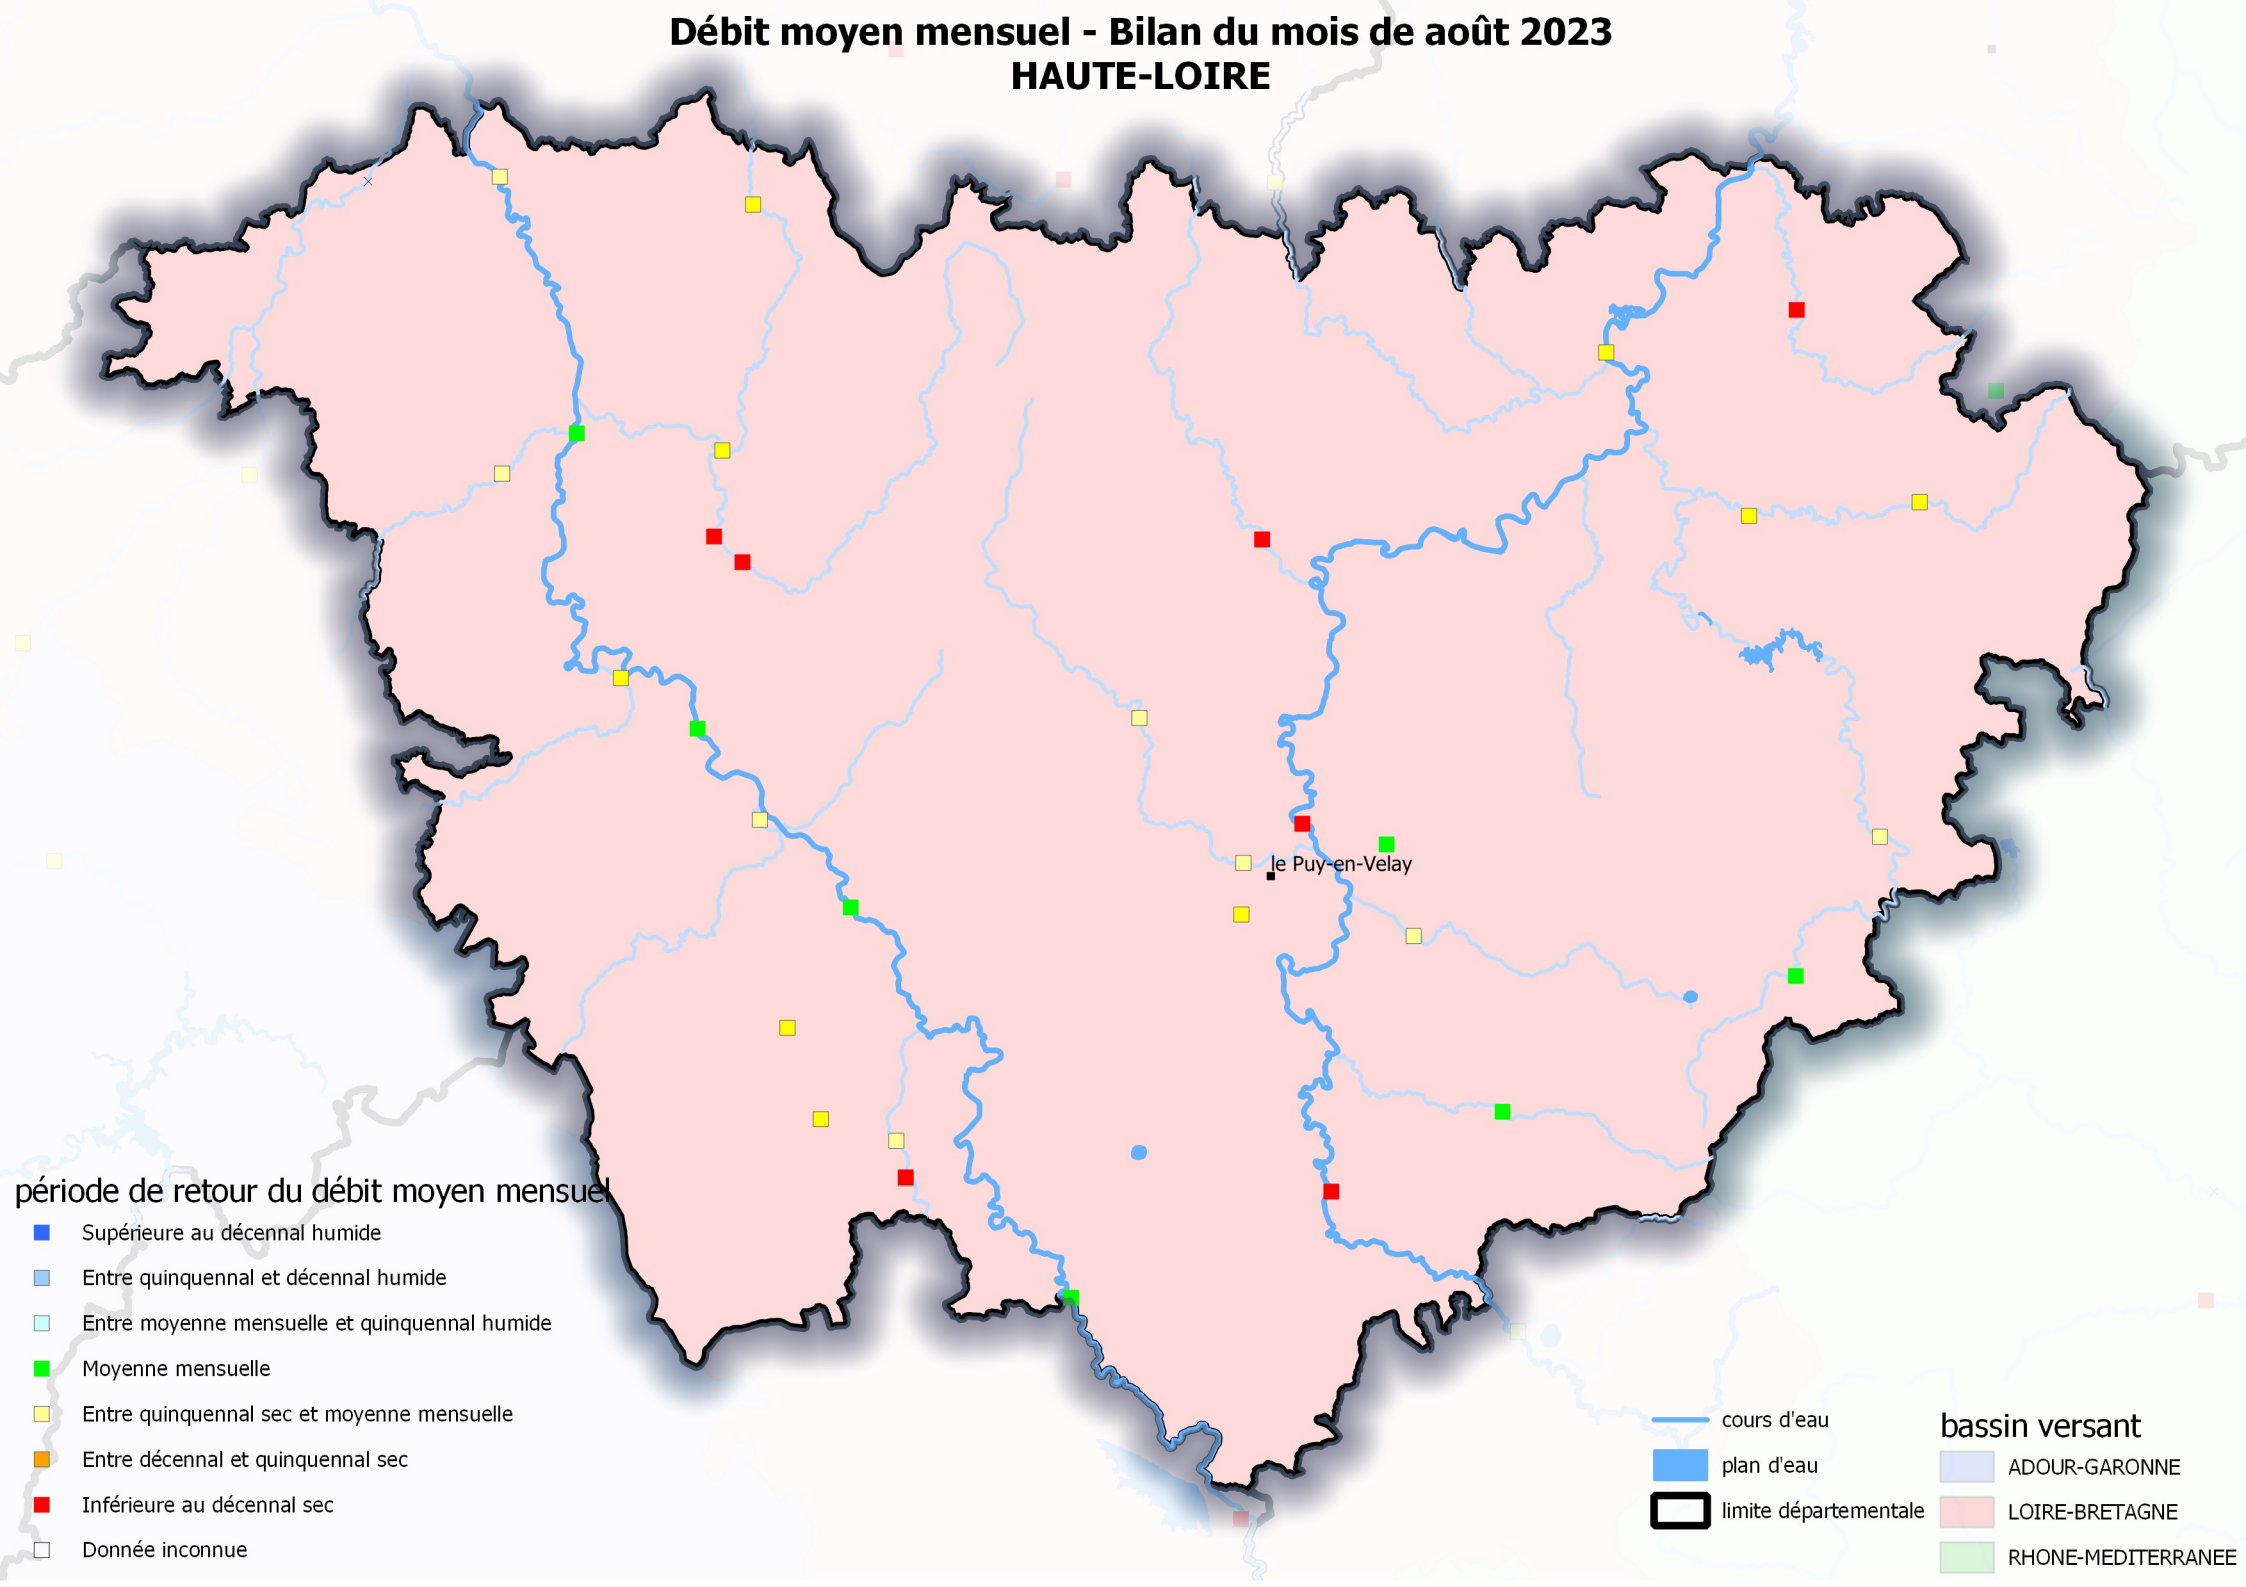 Débit moyen mensuel - Bilan du mois de août 2023
HAUTE-LOIRE
le Puy-en-Velay
période de retour du débit moyen mensuel
Supérieure au décennal humide
Entre quinquennal et décennal humide
Entre moyenne mensuelle et quinquennal humide
Moyenne mensuelle
Entre quinquennal sec et moyenne mensuelle
Entre décennal et quinquennal sec
Inférieure au décennal sec
Donnée inconnue
cours d'eau
plan d'eau
limite départementale
bassin versant
ADOUR-GARONNE
LOIRE-BRETAGNE
RHONE-MEDITERRANEE